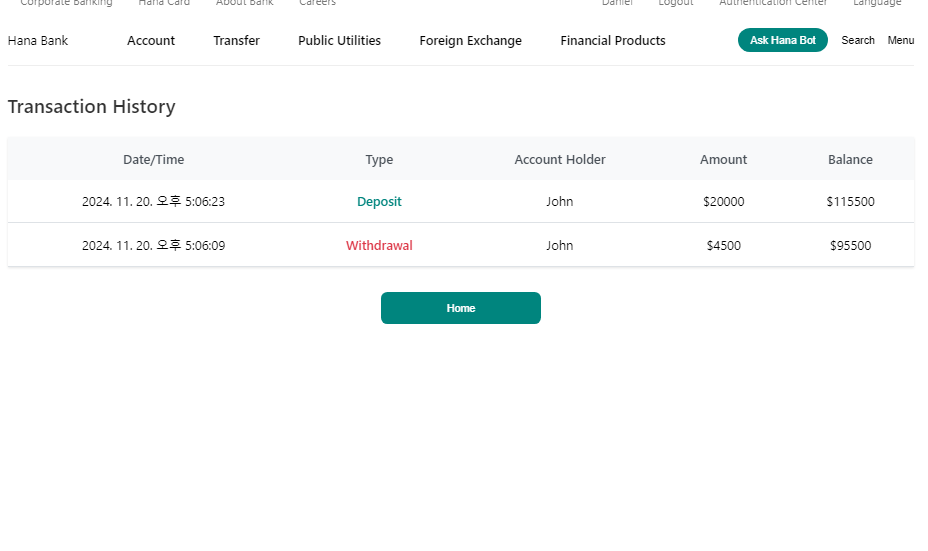 Corporate Banking Hana Card About Bank Careers Daniel Logout Authentication Center Language
Hana Bank Account Transfer Public Utilities Foreign Exchange Financial Products Ask Hana Bot Search Menu
Transaction History
Date/Time Type Account Holder Amount Balance
2024. 11. 20. 오후 5:06:23 Deposit John $20000 $115500
2024. 11. 20. 오후 5:06:09 Withdrawal John $4500 $95500
Home